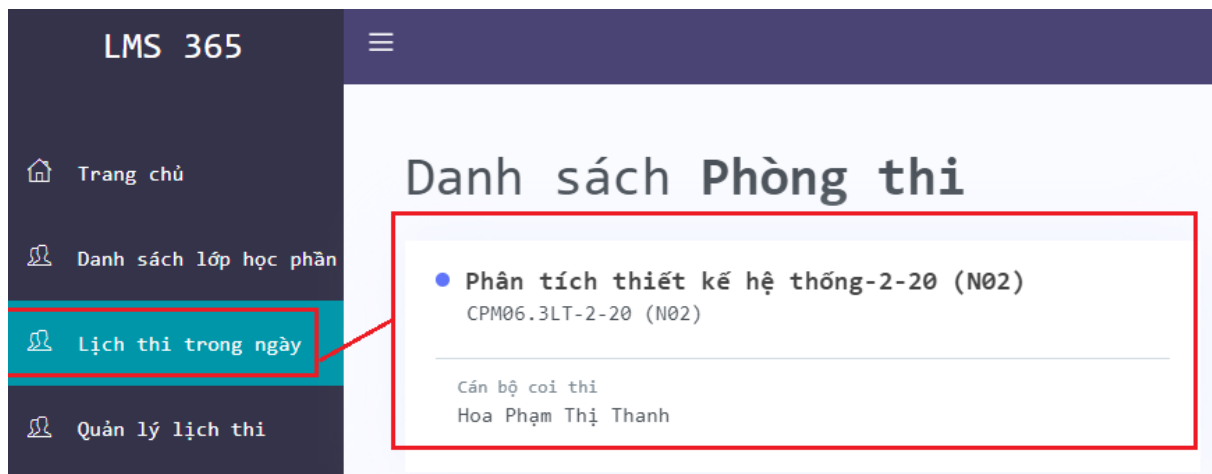 LMS 365
Trang chủ
Danh sách lớp học phần
Lịch thi trong ngày
Quản lý lịch thi
Danh sách Phòng thi
Phân tích thiết kế hệ thống-2-20 (N02)
CPM06.3LT-2-20 (N02)
Cán bộ coi thi
Hoa Phạm Thị Thanh